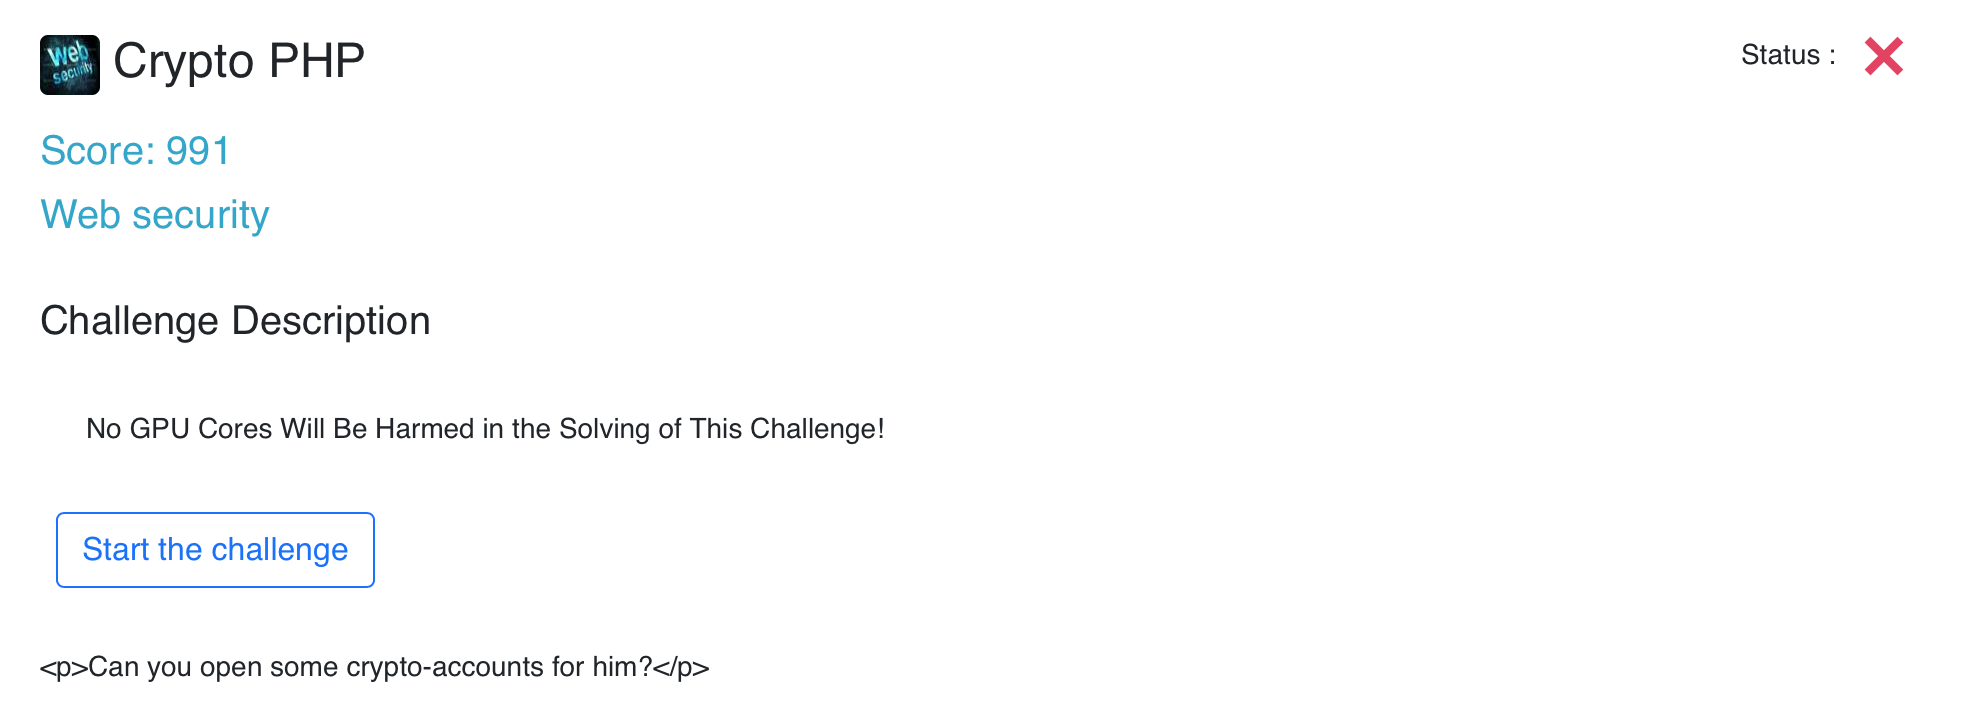 Web security
Crypto PHP
Status :
Score: 991
Web security
Challenge Description
No GPU Cores Will Be Harmed in the Solving of This Challenge!
Start the challenge
<p>Can you open some crypto-accounts for him?</p>